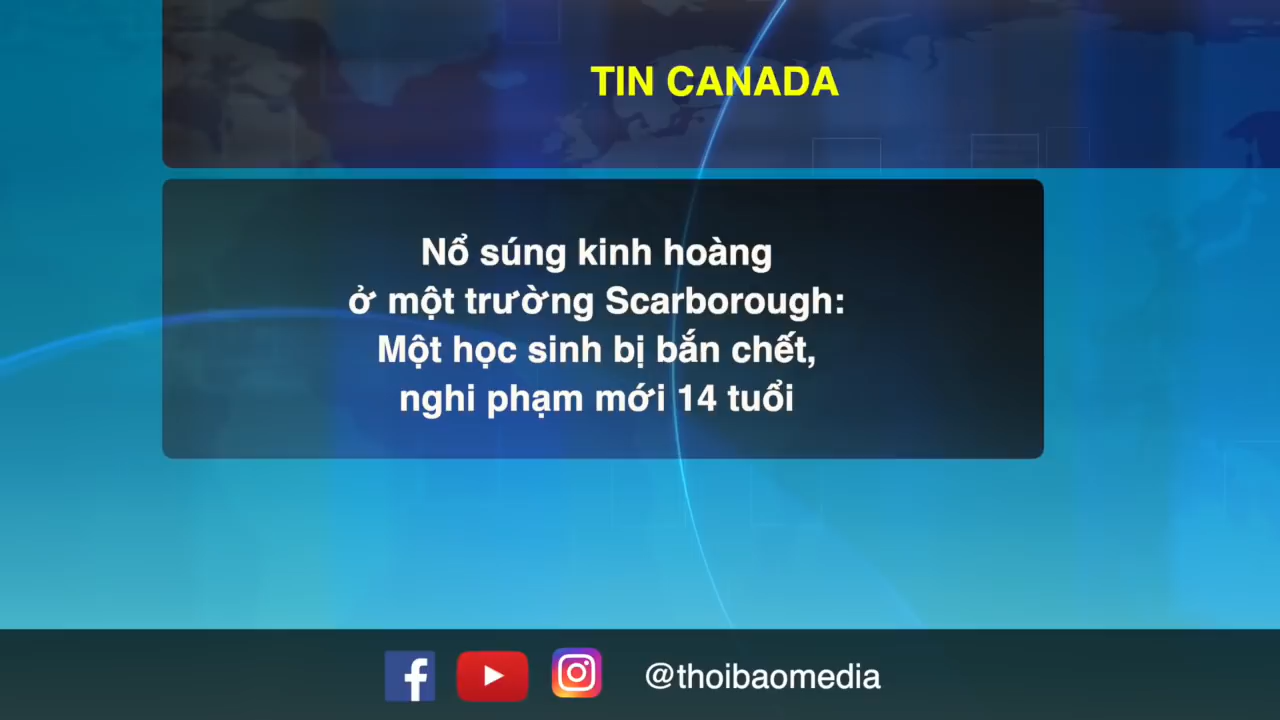 TIN CANADA
Nổ súng kinh hoàng
ở một trường Scarborough:
Một học sinh bị bắn chết,
nghi phạm mới 14 tuổi
@thoibaomedia